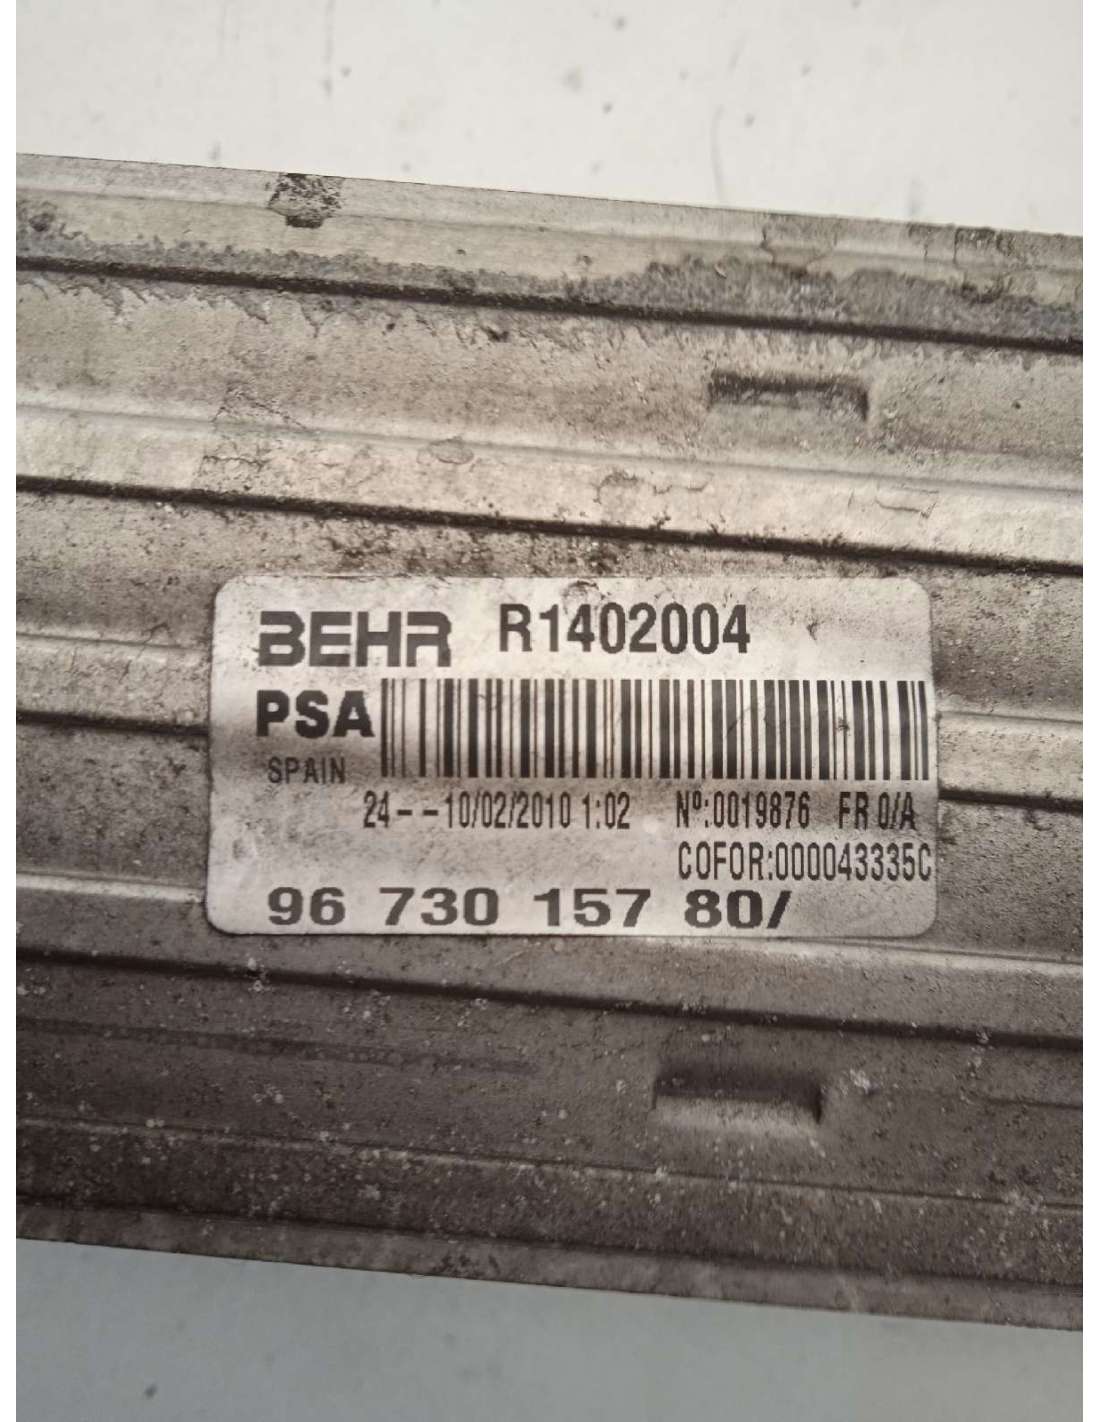 BEHR R1402004
PSA
SPAIN
24--10/02/2010 1:02 Nº:0019876 FR 0/A
COFOR:000043335C
96 730 157 80/